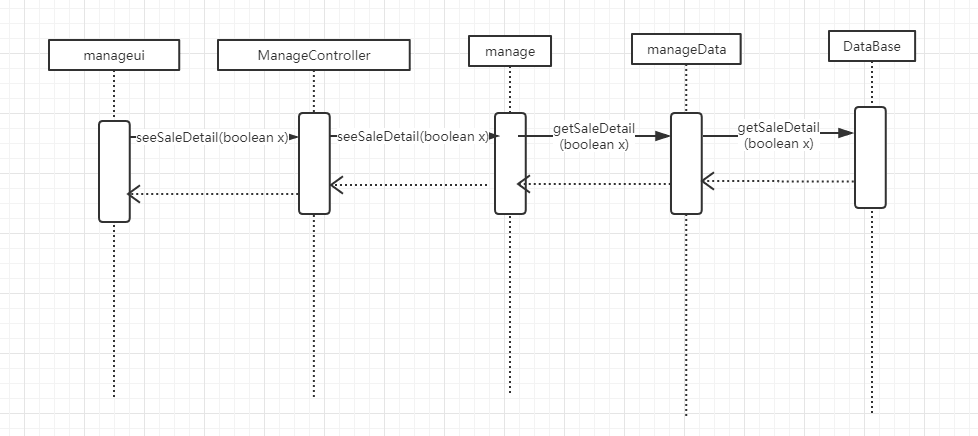 manageui
ManageController
manage
manageData
DataBase
seeSaleDetail(boolean x)
seeSaleDetail(boolean x)
getSaleDetail
(boolean x)
getSaleDetail
(boolean x)